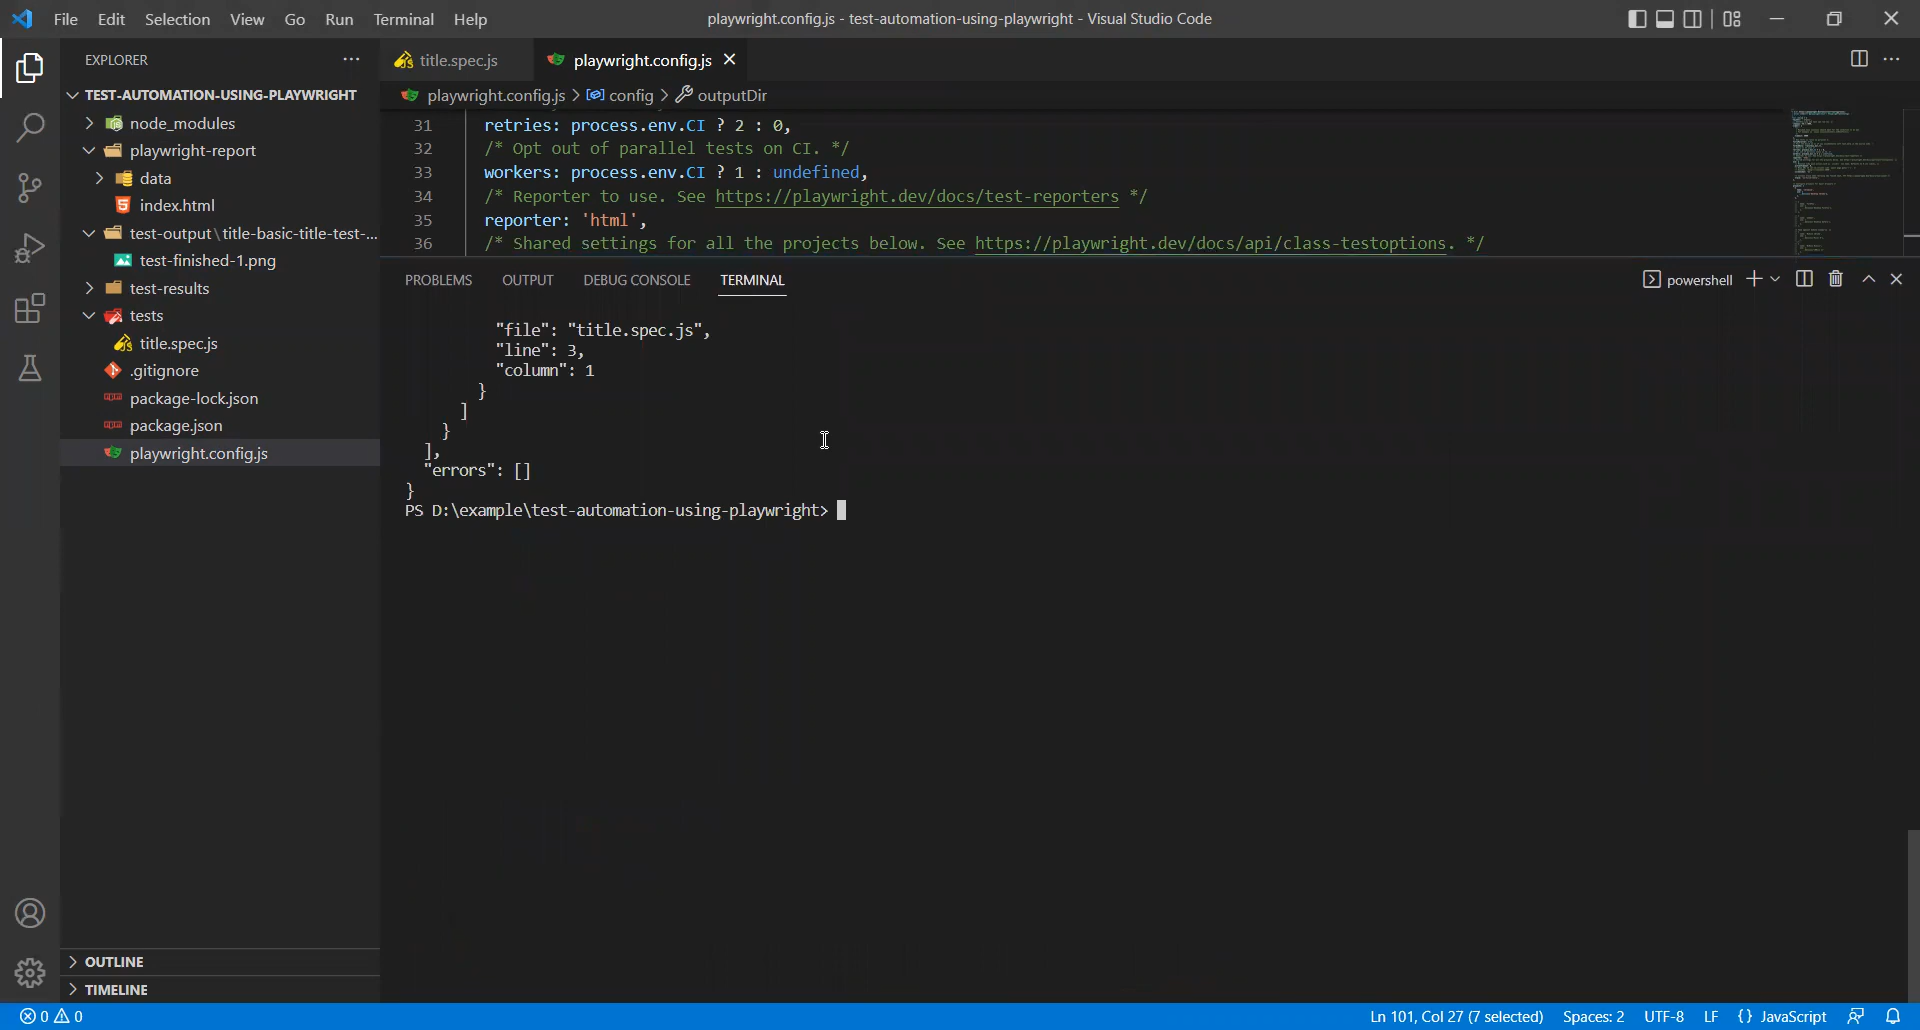 File Edit Selection View Go Run Terminal Help
playwright.config.js - test-automation-using-playwright - Visual Studio Code
EXPLORER
TEST-AUTOMATION-USING-PLAYWRIGHT
node_modules
playwright-report
data
index.html
test-output\title-basic-title-test-...
test-finished-1.png
test-results
tests
title.spec.js
.gitignore
package-lock.json
package.json
playwright.config.js
OUTLINE
TIMELINE
title.spec.js playwright.config.js
playwright.config.js > config > outputDir
31 retries: process.env.CI ? 2 : 0,
32 /* Opt out of parallel tests on CI. */
33 workers: process.env.CI ? 1 : undefined,
34 /* Reporter to use. See https://playwright.dev/docs/test-reporters */
35 reporter: 'html',
36 /* Shared settings for all the projects below. See https://playwright.dev/docs/api/class-testoptions. */
PROBLEMS OUTPUT DEBUG CONSOLE TERMINAL powershell
"file": "title.spec.js",
"line": 3,
"column": 1
}
]
}
],
"errors": []
}
PS D:\example\test-automation-using-playwright>
0 0 Ln 101, Col 27 (7 selected) Spaces: 2 UTF-8 LF {} JavaScript